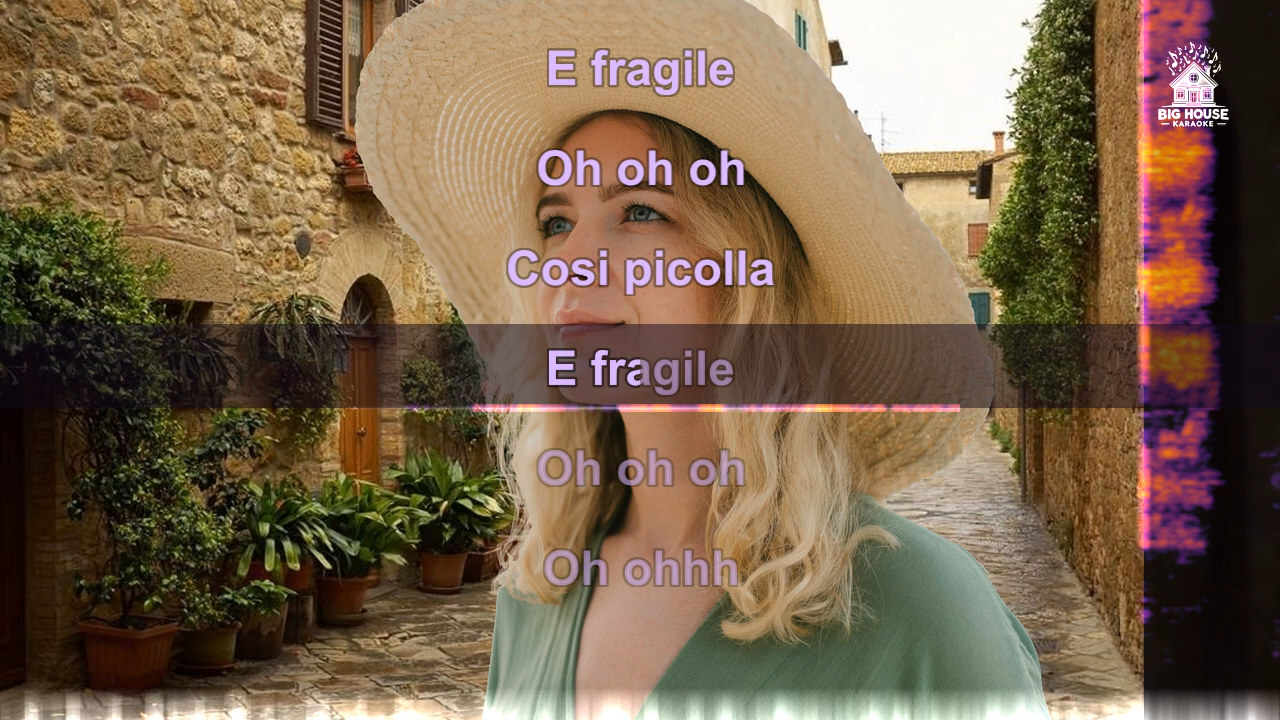 E fragile
Oh oh oh
Cosi picolla
E fragile
Oh oh oh
Oh ohhh
BIG HOUSE
KARAOKE